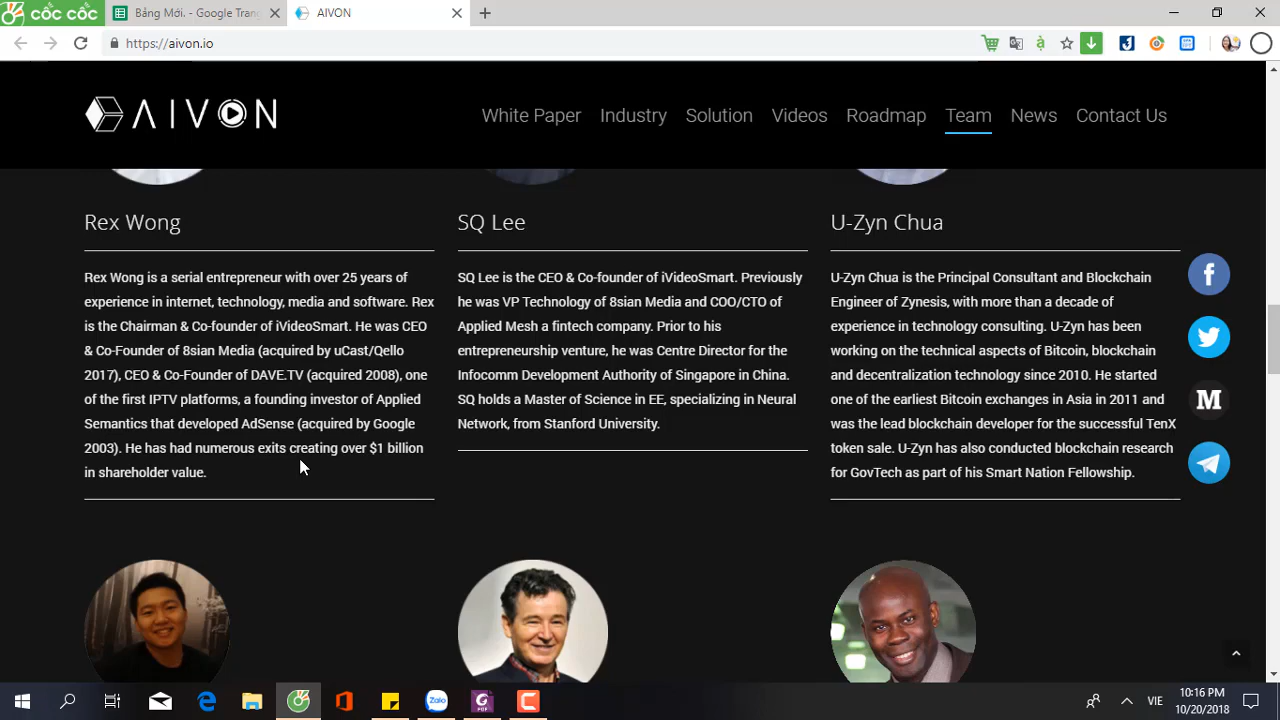 cốc cốc
Bảng Mới. - Google Trang
AIVON
https://aivon.io
AIVON
White Paper
Industry
Solution
Videos
Roadmap
Team
News
Contact Us
Rex Wong
Rex Wong is a serial entrepreneur with over 25 years of
experience in internet, technology, media and software. Rex
is the Chairman & Co-founder of iVideoSmart. He was CEO
& Co-Founder of 8sian Media (acquired by uCast/Qello
2017), CEO & Co-Founder of DAVE.TV (acquired 2008), one
of the first IPTV platforms, a founding investor of Applied
Semantics that developed AdSense (acquired by Google
2003). He has had numerous exits creating over $1 billion
in shareholder value.
SQ Lee
SQ Lee is the CEO & Co-founder of iVideoSmart. Previously
he was VP Technology of 8sian Media and COO/CTO of
Applied Mesh a fintech company. Prior to his
entrepreneurship venture, he was Centre Director for the
Infocomm Development Authority of Singapore in China.
SQ holds a Master of Science in EE, specializing in Neural
Network, from Stanford University.
U-Zyn Chua
U-Zyn Chua is the Principal Consultant and Blockchain
Engineer of Zynesis, with more than a decade of
experience in technology consulting. U-Zyn has been
working on the technical aspects of Bitcoin, blockchain
and decentralization technology since 2010. He started
one of the earliest Bitcoin exchanges in Asia in 2011 and
was the lead blockchain developer for the successful TenX
token sale. U-Zyn has also conducted blockchain research
for GovTech as part of his Smart Nation Fellowship.
Zalo
PDF
VIE
10:16 PM
10/20/2018